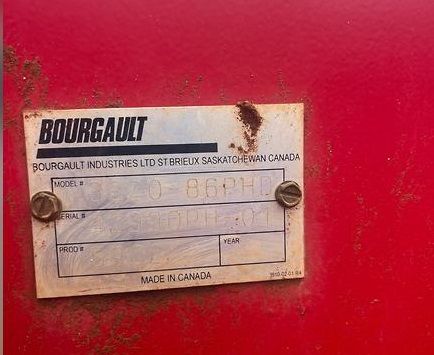 BOURGAULT
BOURGAULT INDUSTRIES LTD ST BRIEUX SASKATCHEWAN CANADA
MODEL #
SERIAL #
PROD #
YEAR
MADE IN CANADA